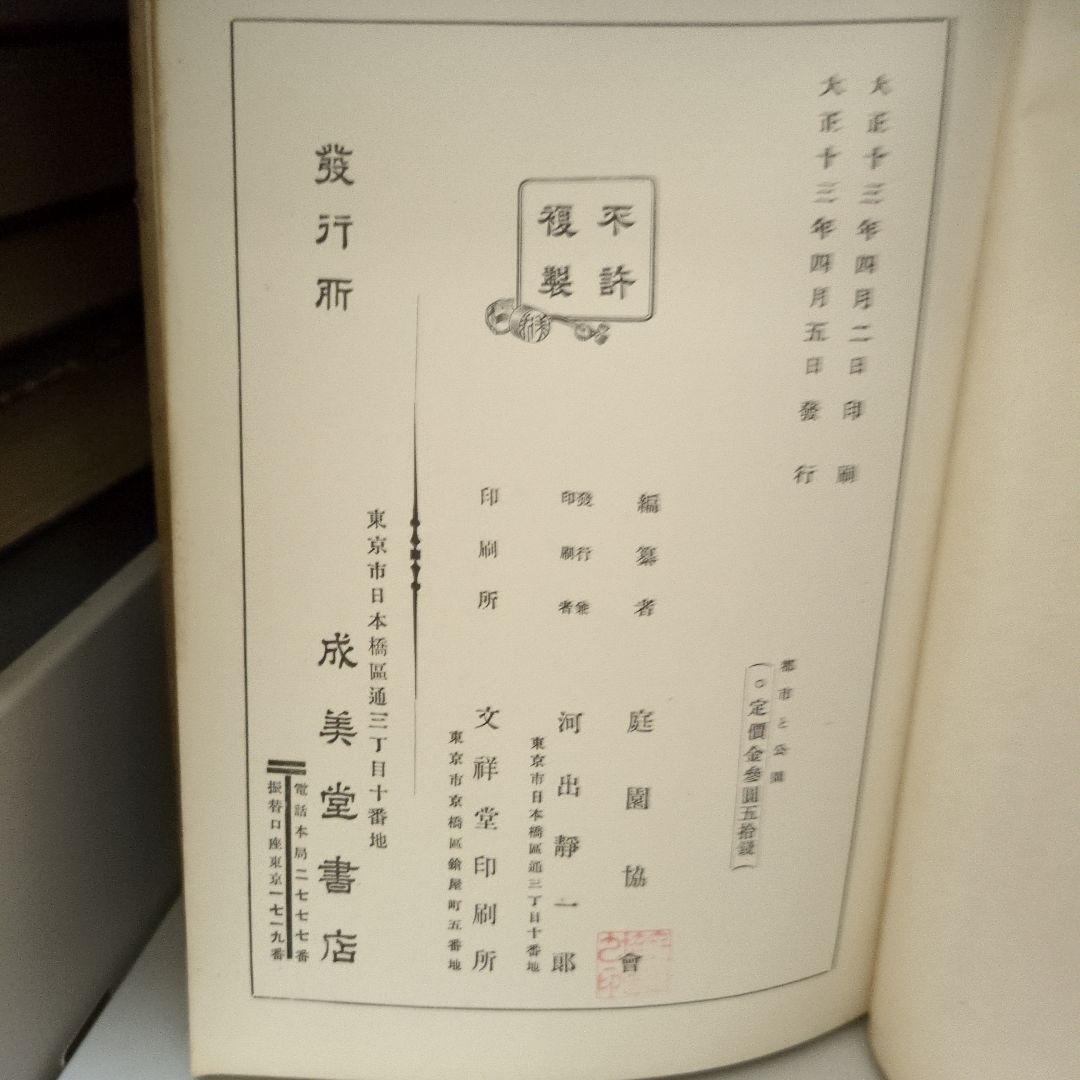 大正十三年四月二日印刷
大正十三年四月五日發行
都市と公園
(○定價金參圓五拾錢)
不許
複製
編纂者 庭園協會
發行兼
印刷者 河出靜一郎
東京市日本橋區通三丁目十番地
印刷所 文祥堂印刷所
東京市京橋區鎗屋町五番地
東京市日本橋區通三丁目十番地
發行所 成美堂書店
電話本局二七七七番
振替口座東京一七一九番